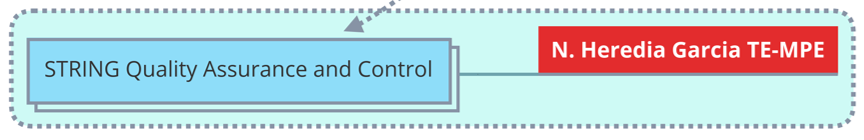 STRING Quality Assurance and Control
N. Heredia Garcia TE-MPE